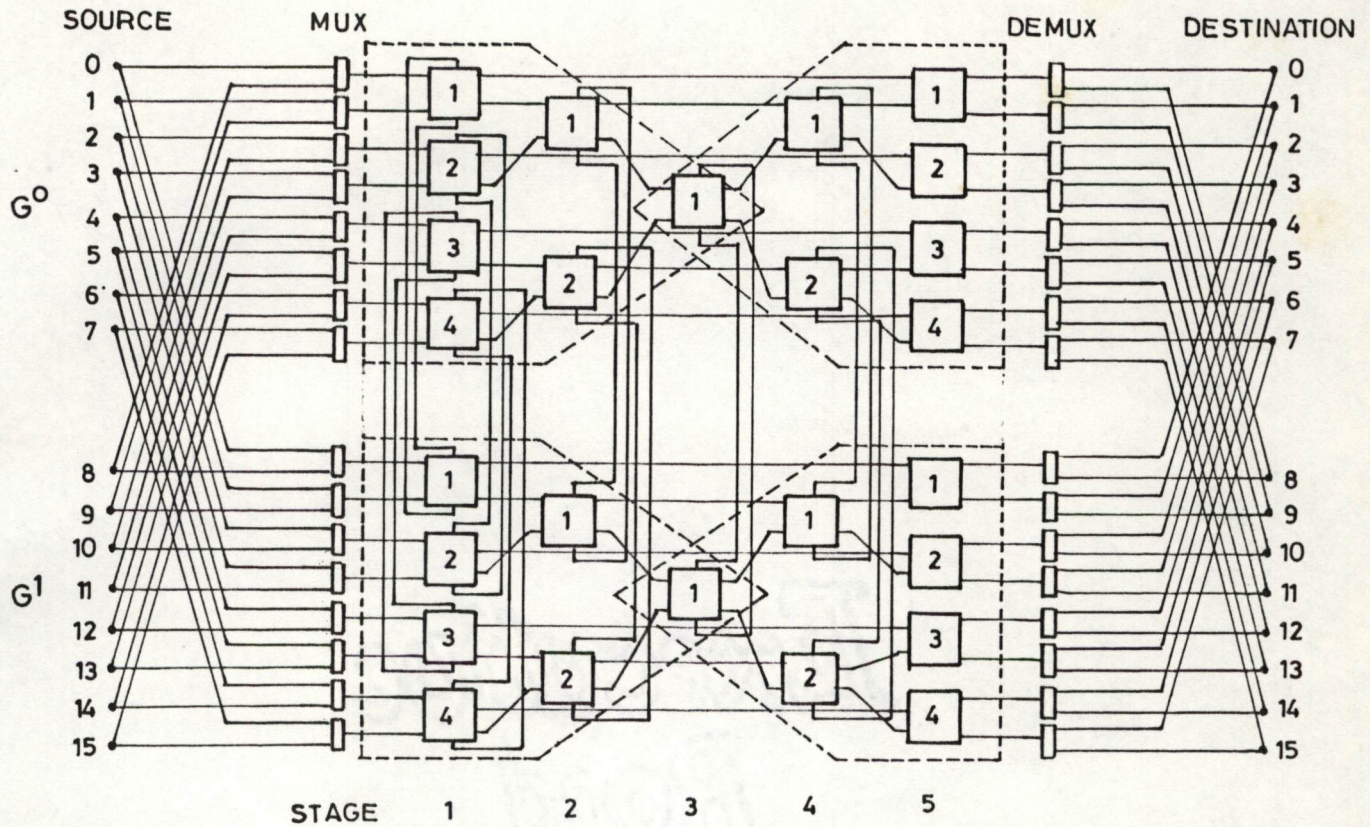 SOURCE MUX DEMUX DESTINATION
0 0
1 1 1
1 1 1
2 2
2 2
3 3
G⁰ 1
4 4
3 3
5 5
2 2
6 6
4 4
7 7
8 1 1 8
9 1 1 9
10 2 2 10
G¹ 11 1 11
12 3 3 12
13 2 2 13
14 4 4 14
15 15
STAGE 1 2 3 4 5